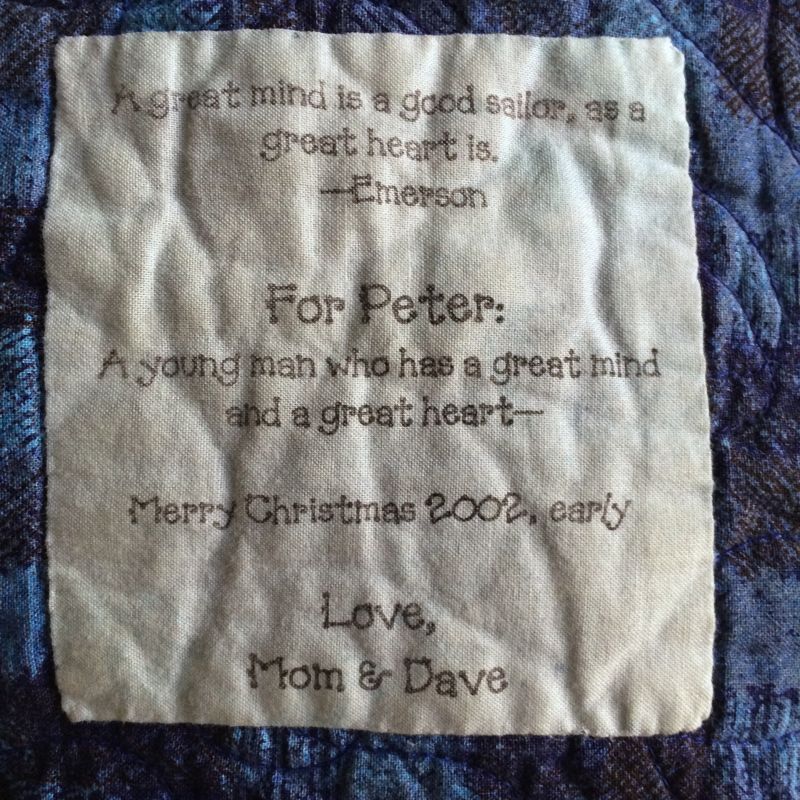 A great mind is a good sailor, as a
great heart is.
—Emerson
For Peter:
A young man who has a great mind
and a great heart—
Merry Christmas 2002, early
Love,
Mom & Dave